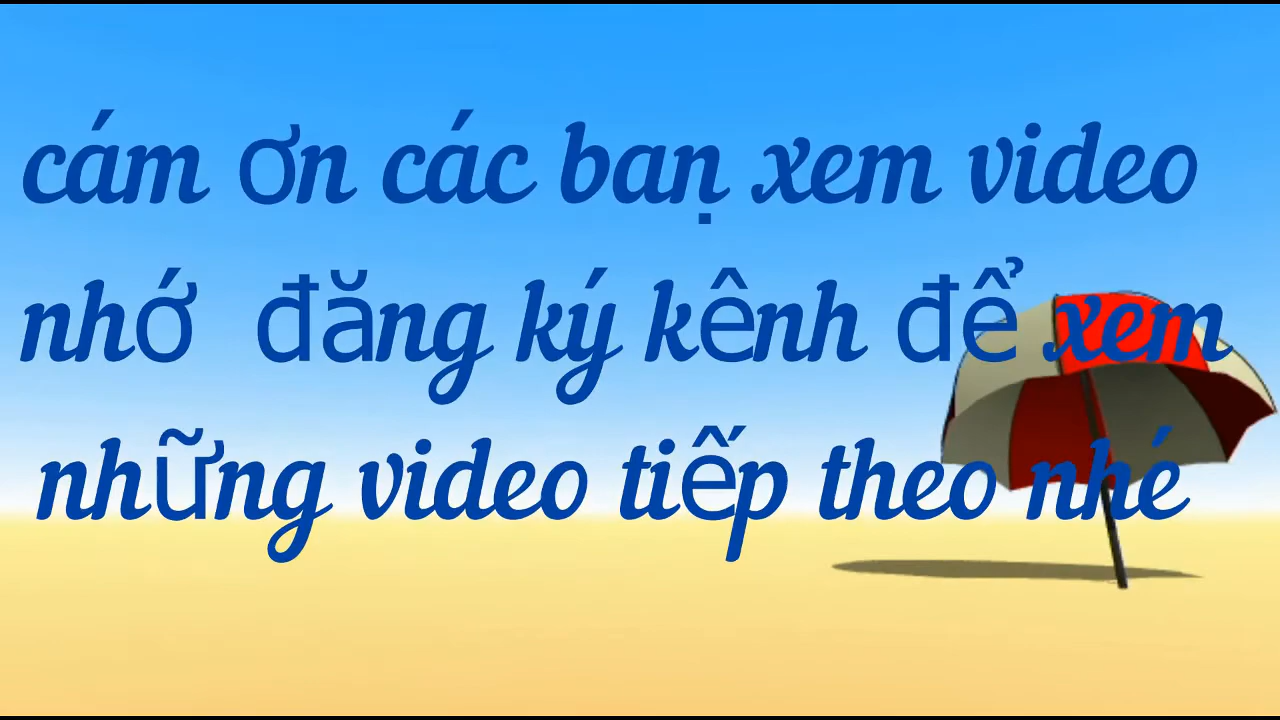 cám ơn các bạn xem video
nhớ đăng ký kênh để xem
những video tiếp theo nhé